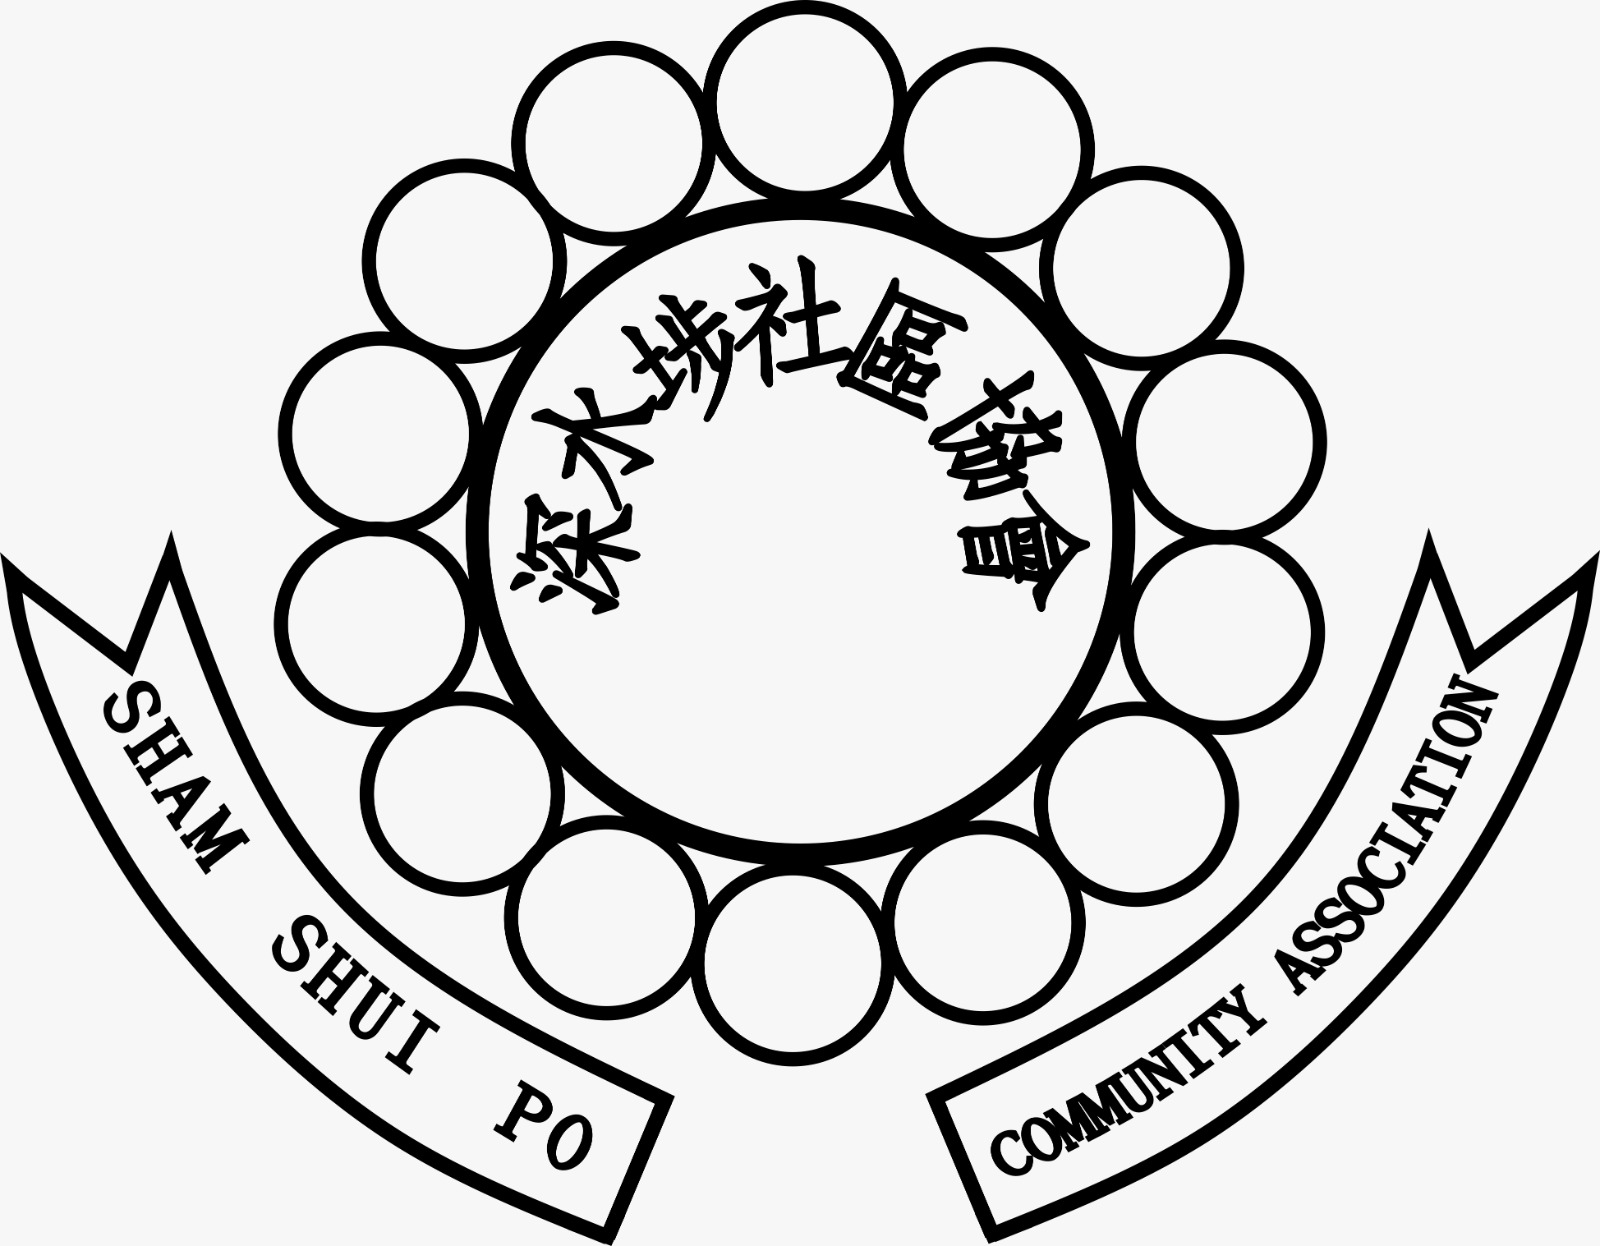 深水埗社區協會
SHAM SHUI PO
COMMUNITY ASSOCIATION